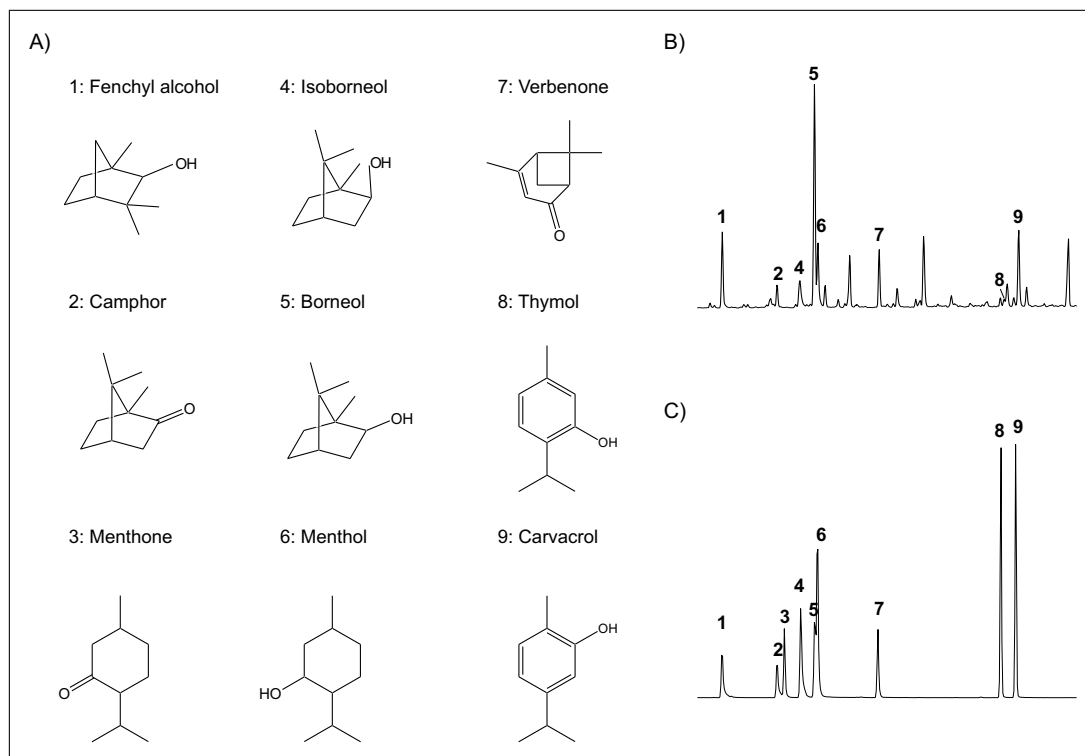 A)
1: Fenchyl alcohol
4: Isoborneol
7: Verbenone
OH
OH
O
2: Camphor
5: Borneol
8: Thymol
O
OH
OH
3: Menthone
6: Menthol
9: Carvacrol
O
HO
OH
B)
1
2
4
5
6
7
8
9
C)
1
2
3
4
5
6
7
8
9